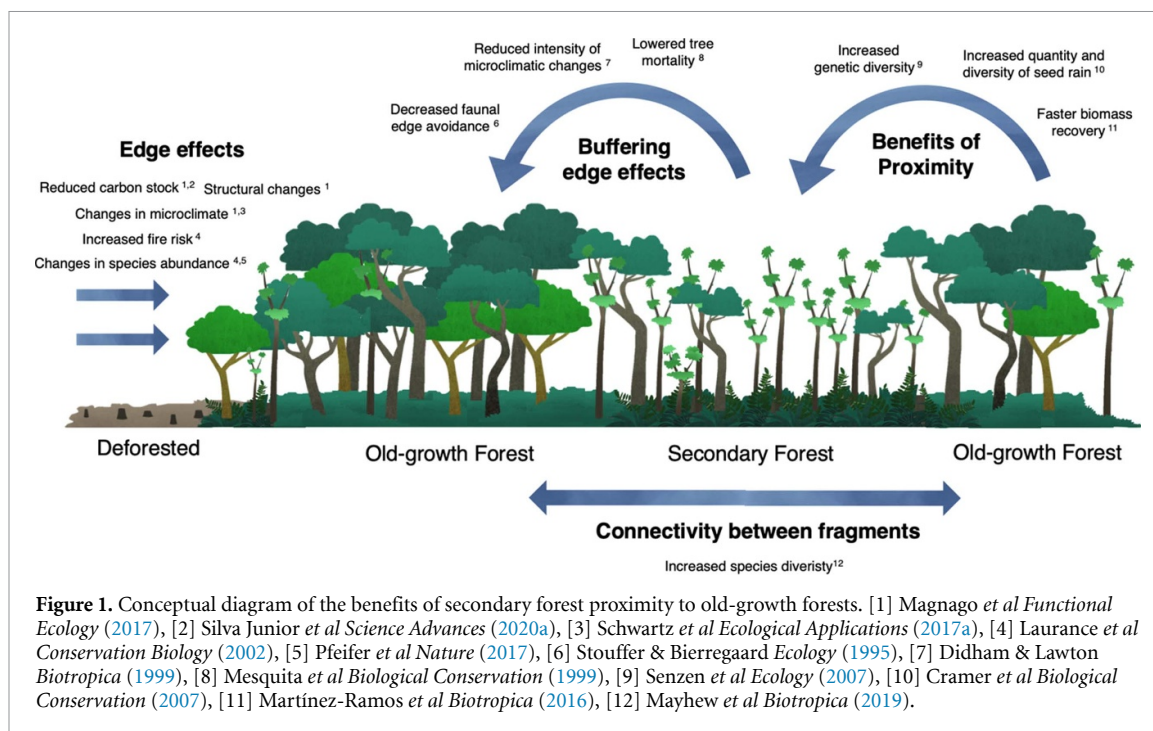 Reduced intensity of
microclimatic changes 7
Lowered tree
mortality 8
Increased
genetic diversity 9
Increased quantity and
diversity of seed rain 10
Decreased faunal
edge avoidance 6
Faster biomass
recovery 11
Edge effects
Buffering
edge effects
Benefits of
Proximity
Reduced carbon stock 1,2
Structural changes 1
Changes in microclimate 1,3
Increased fire risk 4
Changes in species abundance 4,5
Deforested
Old-growth Forest
Secondary Forest
Old-growth Forest
Connectivity between fragments
Increased species diveristy12
Figure 1. Conceptual diagram of the benefits of secondary forest proximity to old-growth forests. [1] Magnago et al Functional
Ecology (2017), [2] Silva Junior et al Science Advances (2020a), [3] Schwartz et al Ecological Applications (2017a), [4] Laurance et al
Conservation Biology (2002), [5] Pfeifer et al Nature (2017), [6] Stouffer & Bierregaard Ecology (1995), [7] Didham & Lawton
Biotropica (1999), [8] Mesquita et al Biological Conservation (1999), [9] Senzen et al Ecology (2007), [10] Cramer et al Biological
Conservation (2007), [11] Martínez-Ramos et al Biotropica (2016), [12] Mayhew et al Biotropica (2019).